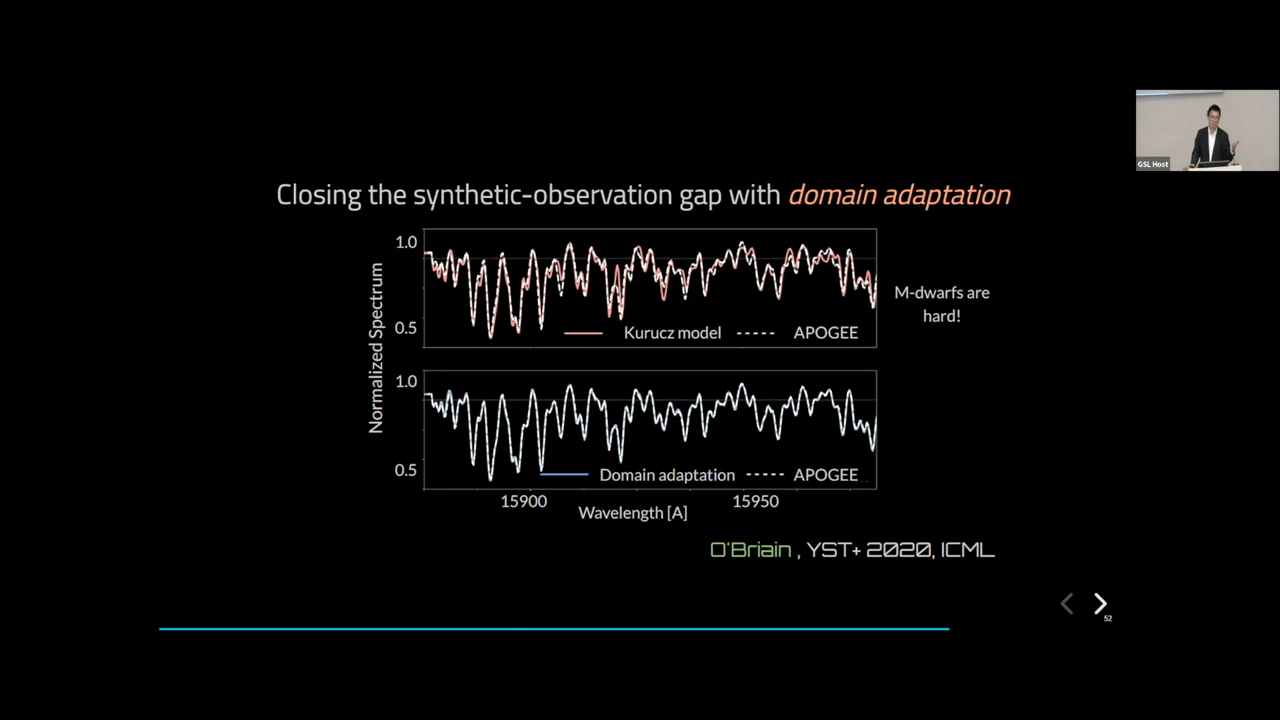 GSL Host
Closing the synthetic-observation gap with domain adaptation
Normalized Spectrum
1.0
0.5
Kurucz model
APOGEE
M-dwarfs are
hard!
1.0
0.5
Domain adaptation
APOGEE
15900
15950
Wavelength [A]
O'Briain , YST+ 2020, ICML
52